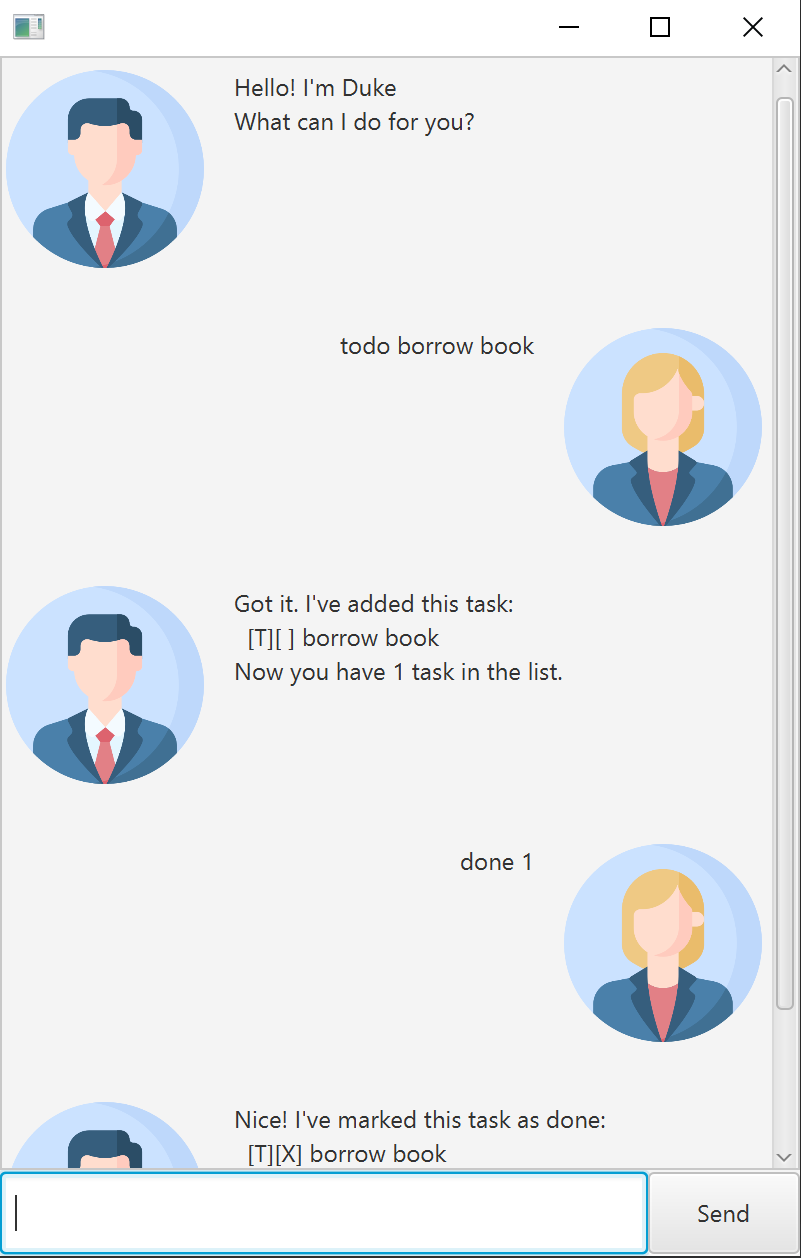 Hello! I'm Duke
What can I do for you?
todo borrow book
Got it. I've added this task:
[T][ ] borrow book
Now you have 1 task in the list.
done 1
Nice! I've marked this task as done:
[T][X] borrow book
Send